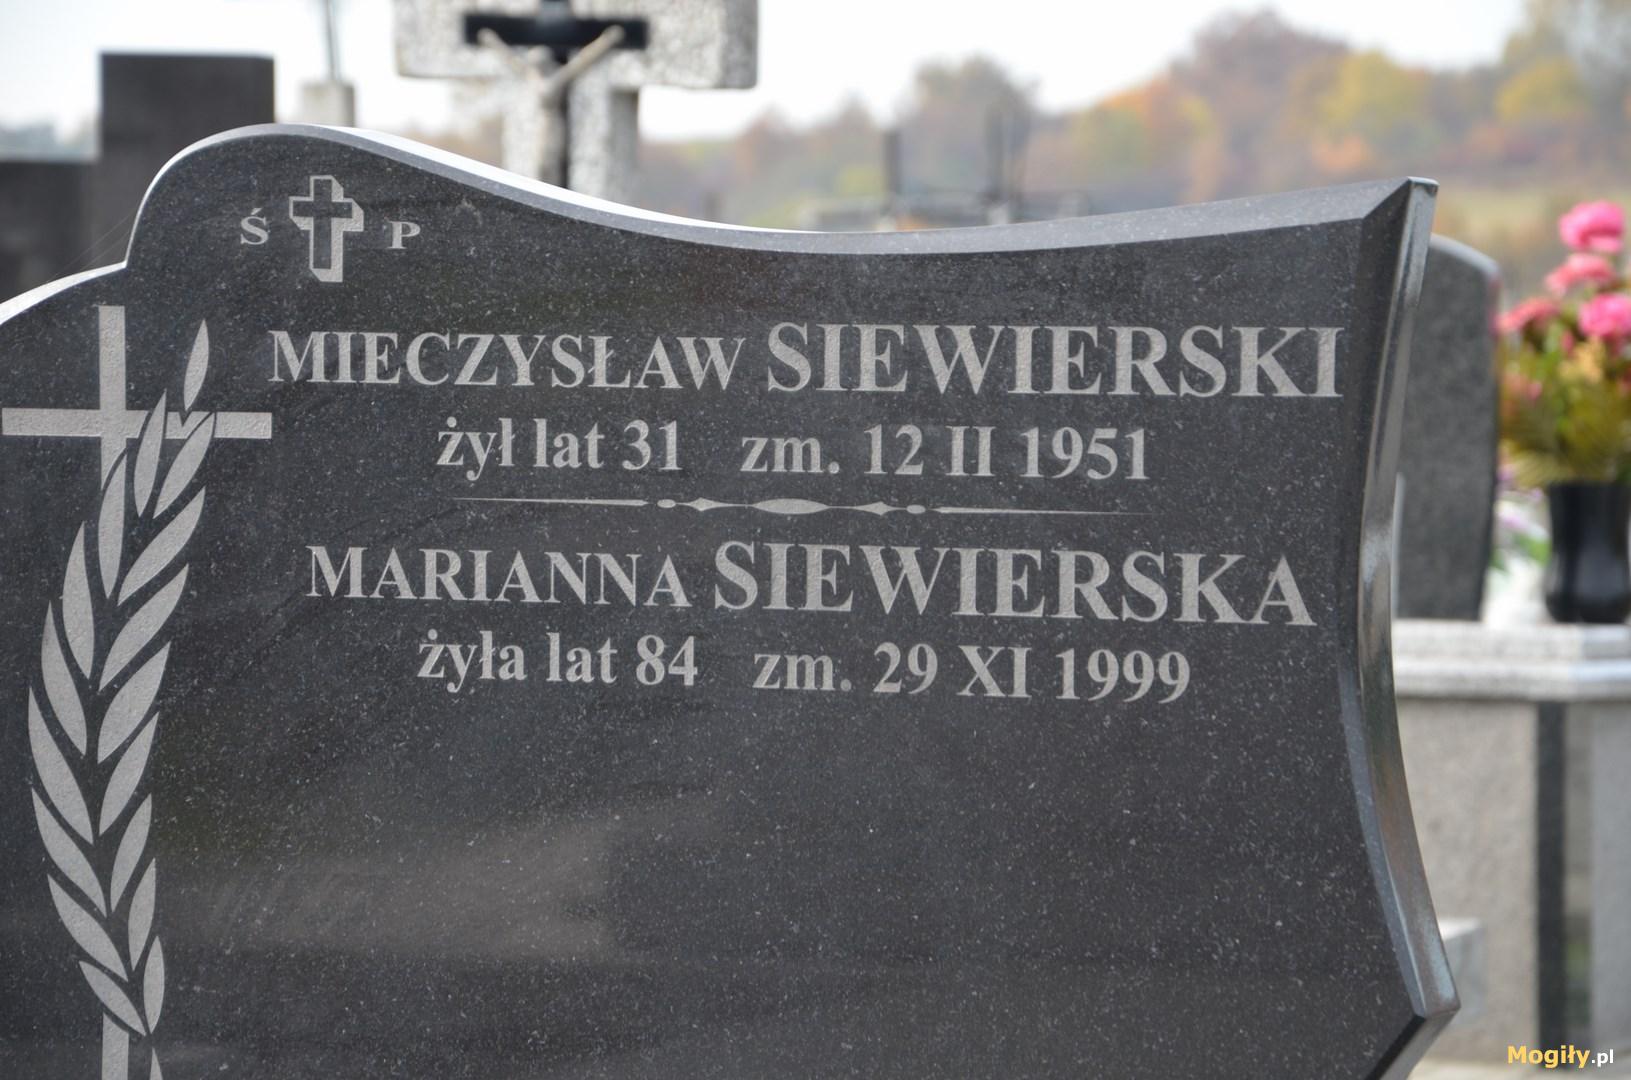 Ś P
MIECZYSŁAW SIEWIERSKI
żył lat 31 zm. 12 II 1951
MARIANNA SIEWIERSKA
żyła lat 84 zm. 29 XI 1999
Mogiły.pl